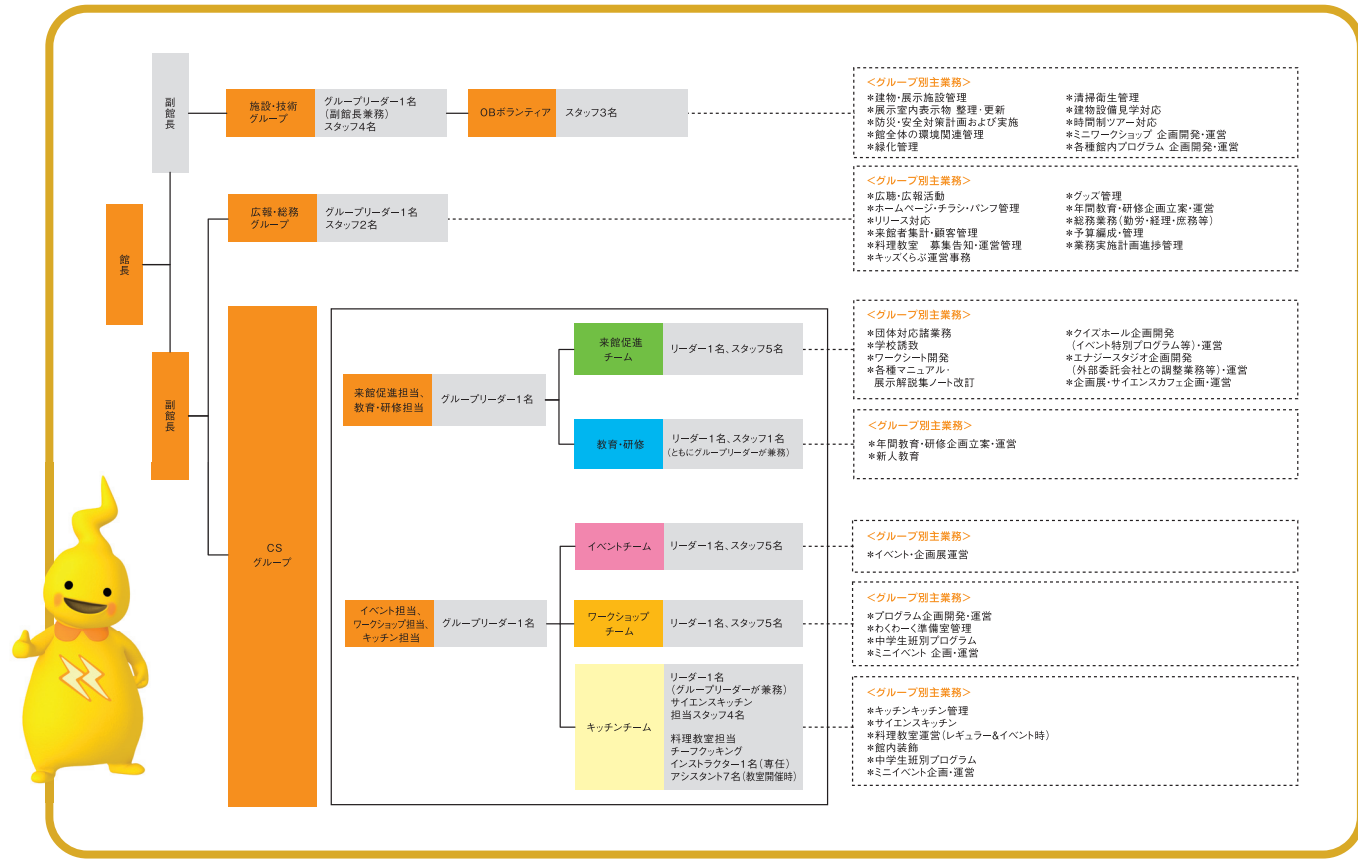 館長
副館長
施設・技術
グループ
グループリーダー1名
(副館長兼務)
スタッフ4名
OBボランティア
スタッフ3名
<グループ別主業務>
*建物・展示施設管理
*展示室内表示物 整理・更新
*防災・安全対策計画および実施
*館全体の環境関連管理
*緑化管理
*清掃衛生管理
*建物設備見学対応
*時間制ツアー対応
*ミニワークショップ 企画開発・運営
*各種館内プログラム 企画開発・運営
副館長
広報・総務
グループ
グループリーダー1名
スタッフ2名
<グループ別主業務>
*広聴・広報活動
*ホームページ・チラシ・パンフ管理
*リリース対応
*来館者集計・顧客管理
*料理教室 募集告知・運営管理
*キッズくらぶ運営事務
*グッズ管理
*年間教育・研修企画立案・運営
*総務業務(勤労・経理・庶務等)
*予算編成・管理
*業務実施計画進捗管理
CS
グループ
来館促進担当、
教育・研修担当
グループリーダー1名
来館促進
チーム
リーダー1名、スタッフ5名
<グループ別主業務>
*団体対応諸業務
*学校誘致
*ワークシート開発
*各種マニュアル・
展示解説集ノート改訂
*クイズホール企画開発
(イベント特別プログラム等)・運営
*エナジースタジオ企画開発
(外部委託会社との調整業務等)・運営
*企画展・サイエンスカフェ企画・運営
教育・研修
リーダー1名、スタッフ1名
(ともにグループリーダーが兼務)
<グループ別主業務>
*年間教育・研修企画立案・運営
*新人教育
イベント担当、
ワークショップ担当、
キッチン担当
グループリーダー1名
イベントチーム
リーダー1名、スタッフ5名
<グループ別主業務>
*イベント・企画展運営
ワークショップ
チーム
リーダー1名、スタッフ5名
<グループ別主業務>
*プログラム企画開発・運営
*わくわーく準備室管理
*中学生班別プログラム
*ミニイベント 企画・運営
キッチンチーム
リーダー1名
(グループリーダーが兼務)
サイエンスキッチン
担当スタッフ4名
料理教室担当
チーフクッキング
インストラクター1名(専任)
アシスタント7名(教室開催時)
<グループ別主業務>
*キッチンキッチン管理
*サイエンスキッチン
*料理教室運営(レギュラー&イベント時)
*館内装飾
*中学生班別プログラム
*ミニイベント企画・運営